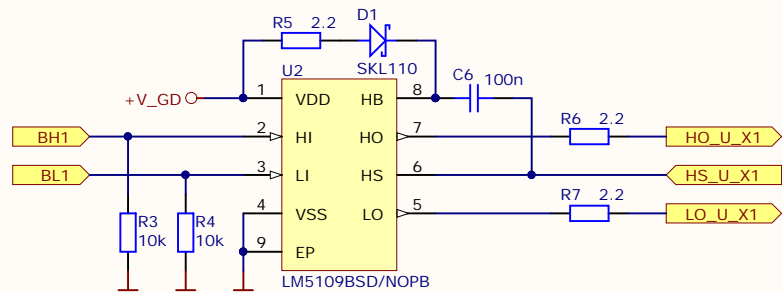 D1
R5 2.2
SKL110
U2
C6 100n
+V_GD
1 VDD HB 8
BH1
2 HI HO 7
R6 2.2
HO_U_X1
BL1
3 LI HS 6
HS_U_X1
R7 2.2
4 VSS LO 5
LO_U_X1
R3
10k
R4
10k
9 EP
LM5109BSD/NOPB